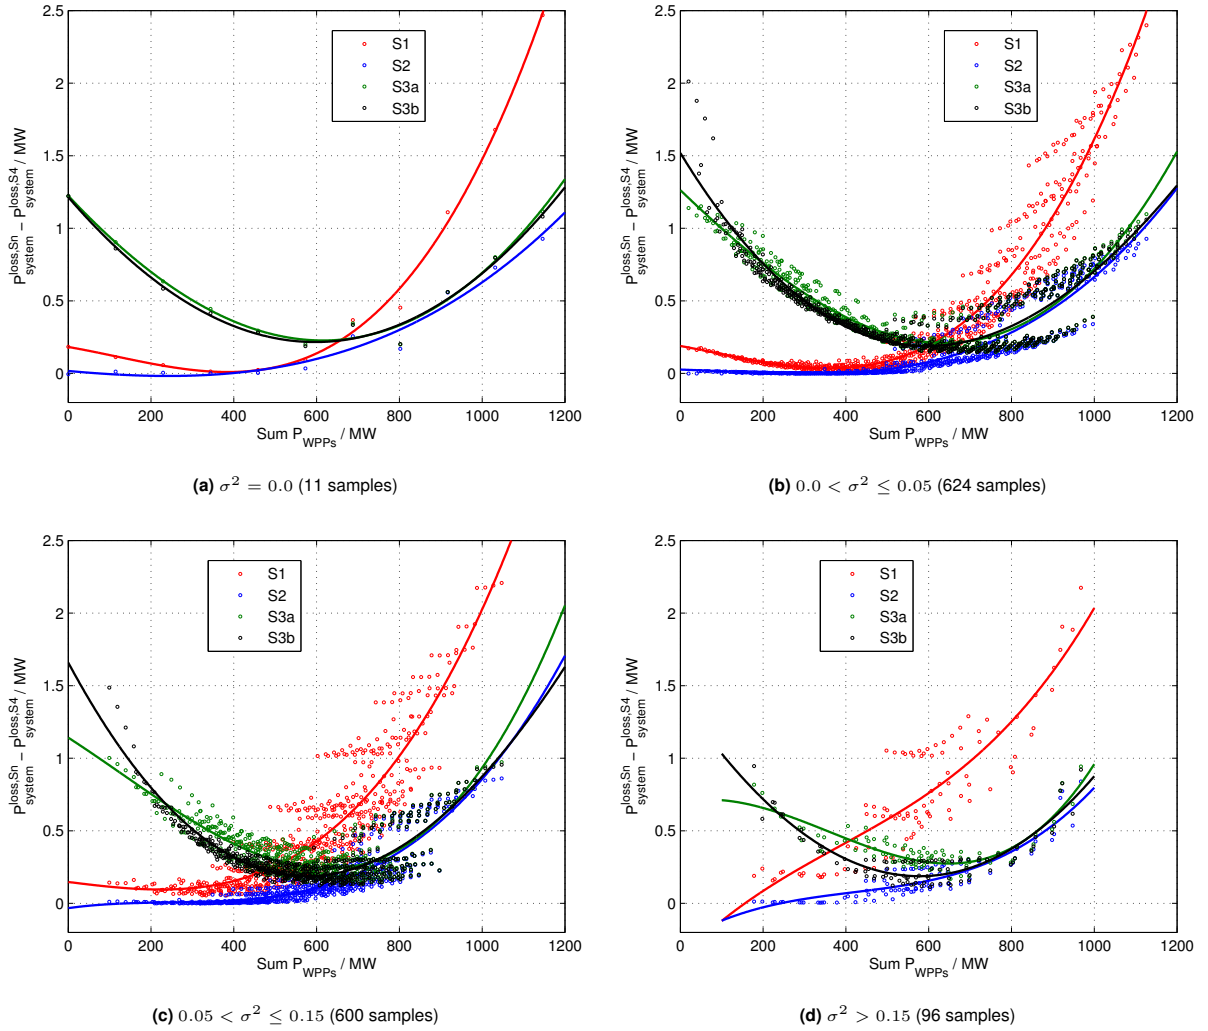 2.5
2
1.5
1
0.5
0
0 200 400 600 800 1000 1200
P^{loss,Sn}_{system} − P^{loss,S4}_{system} / MW
Sum P_{WPPs} / MW
S1
S2
S3a
S3b
(a) σ² = 0.0 (11 samples)
2.5
2
1.5
1
0.5
0
0 200 400 600 800 1000 1200
P^{loss,Sn}_{system} − P^{loss,S4}_{system} / MW
Sum P_{WPPs} / MW
S1
S2
S3a
S3b
(b) 0.0 < σ² ≤ 0.05 (624 samples)
2.5
2
1.5
1
0.5
0
0 200 400 600 800 1000 1200
P^{loss,Sn}_{system} − P^{loss,S4}_{system} / MW
Sum P_{WPPs} / MW
S1
S2
S3a
S3b
(c) 0.05 < σ² ≤ 0.15 (600 samples)
2.5
2
1.5
1
0.5
0
0 200 400 600 800 1000 1200
P^{loss,Sn}_{system} − P^{loss,S4}_{system} / MW
Sum P_{WPPs} / MW
S1
S2
S3a
S3b
(d) σ² > 0.15 (96 samples)